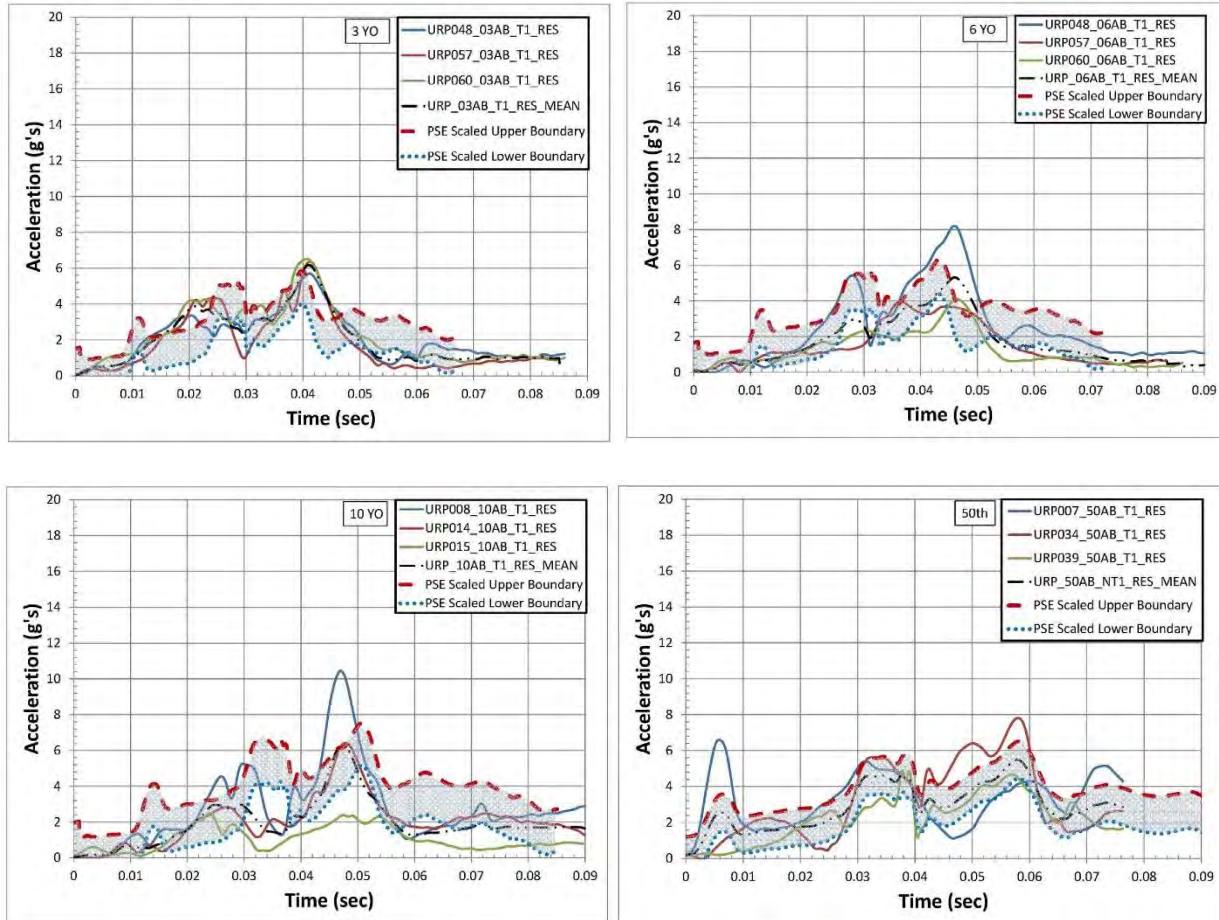 3 YO
URP048_03AB_T1_RES
URP057_03AB_T1_RES
URP060_03AB_T1_RES
URP_03AB_T1_RES_MEAN
PSE Scaled Upper Boundary
PSE Scaled Lower Boundary
Acceleration (g's)
20
18
16
14
12
10
8
6
4
2
0
0 0.01 0.02 0.03 0.04 0.05 0.06 0.07 0.08 0.09
Time (sec)
6 YO
URP048_06AB_T1_RES
URP057_06AB_T1_RES
URP060_06AB_T1_RES
URP_06AB_T1_RES_MEAN
PSE Scaled Upper Boundary
PSE Scaled Lower Boundary
Acceleration (g's)
20
18
16
14
12
10
8
6
4
2
0
0 0.01 0.02 0.03 0.04 0.05 0.06 0.07 0.08 0.09
Time (sec)
10 YO
URP008_10AB_T1_RES
URP014_10AB_T1_RES
URP015_10AB_T1_RES
URP_10AB_T1_RES_MEAN
PSE Scaled Upper Boundary
PSE Scaled Lower Boundary
Acceleration (g's)
20
18
16
14
12
10
8
6
4
2
0
0 0.01 0.02 0.03 0.04 0.05 0.06 0.07 0.08 0.09
Time (sec)
50th
URP007_50AB_T1_RES
URP034_50AB_T1_RES
URP039_50AB_T1_RES
URP_50AB_NT1_RES_MEAN
PSE Scaled Upper Boundary
PSE Scaled Lower Boundary
Acceleration (g's)
20
18
16
14
12
10
8
6
4
2
0
0 0.01 0.02 0.03 0.04 0.05 0.06 0.07 0.08 0.09
Time (sec)